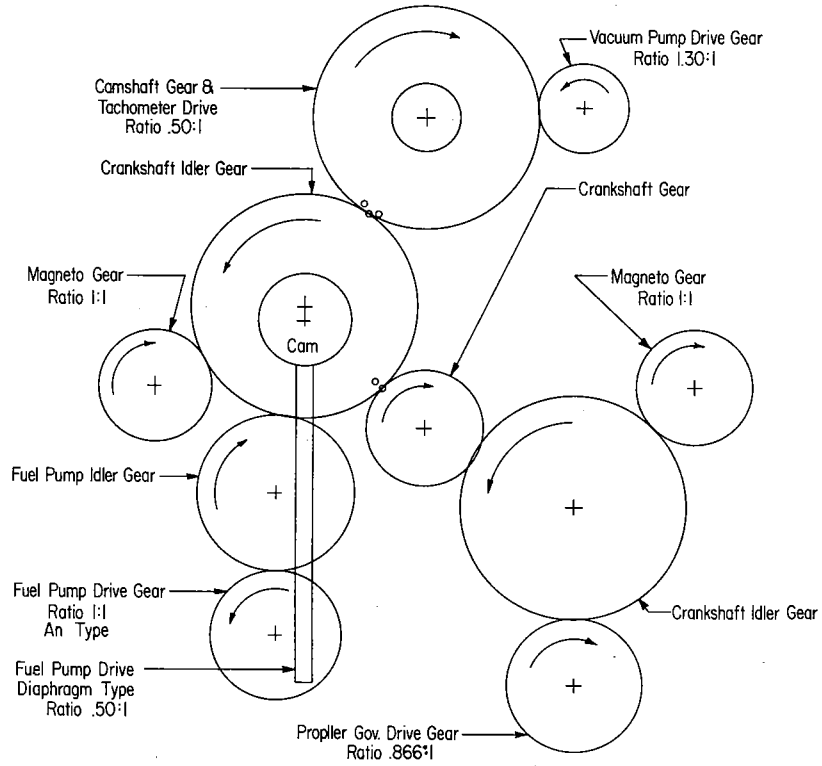 Vacuum Pump Drive Gear
Ratio 1.30:1
Camshaft Gear &
Tachometer Drive
Ratio .50:1
Crankshaft Idler Gear
Crankshaft Gear
Magneto Gear
Ratio 1:1
Magneto Gear
Ratio 1:1
Cam
Fuel Pump Idler Gear
Fuel Pump Drive Gear
Ratio 1:1
An Type
Crankshaft Idler Gear
Fuel Pump Drive
Diaphragm Type
Ratio .50:1
Propller Gov. Drive Gear
Ratio .866:1